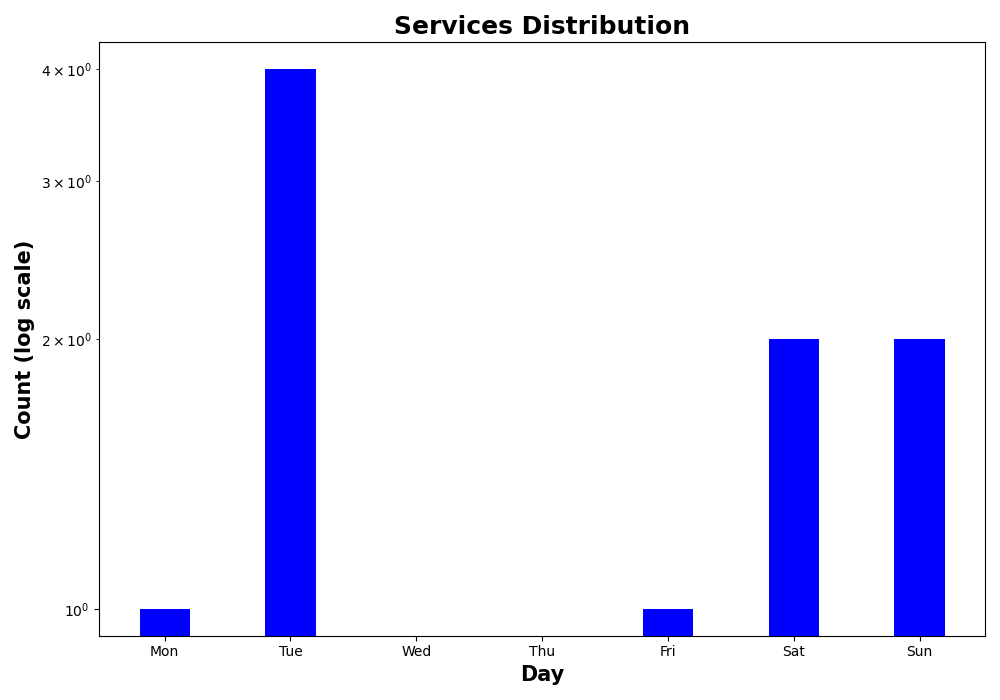 Services Distribution
Count (log scale)
4 × 10⁰
3 × 10⁰
2 × 10⁰
10⁰
Mon Tue Wed Thu Fri Sat Sun
Day